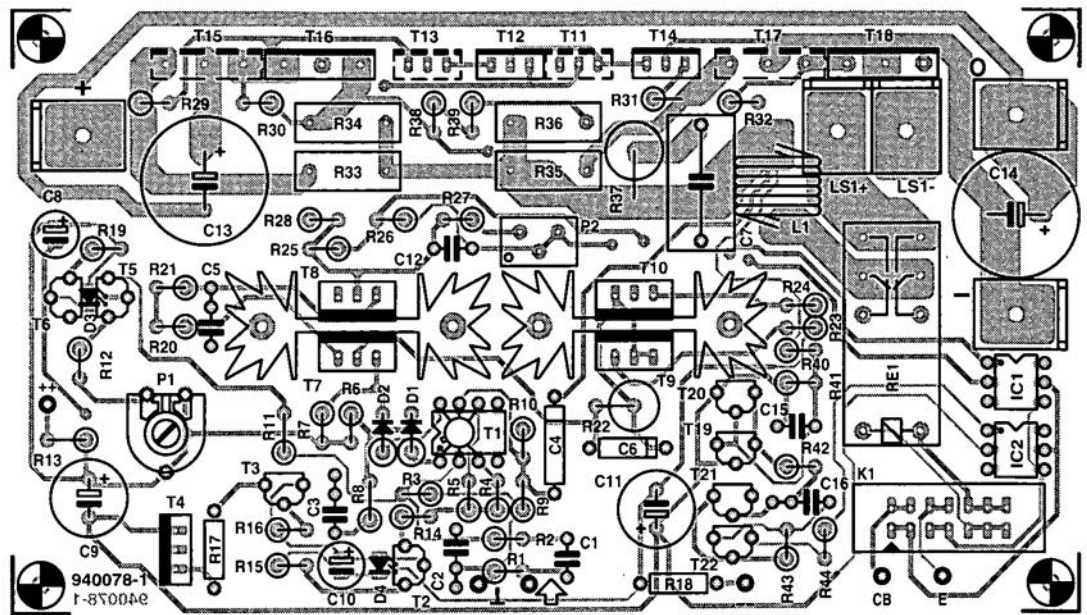 T15
T16
T13
T12
T11
T14
T17
T18
O
+
R29
R30
R34
R38
R39
R36
R31
R32
R33
R35
R37
LS1+
LS1-
C14
C8
C13
R28
R27
R19
R25
R26
C12
P2
C7
L1
T5
R21
C5
T8
T10
R24
T6
D3
R20
R23
-
R12
T7
R6
T9
R40
RE1
IC1
P1
D2
D1
R10
T20
R41
++
R11
R7
T1
C4
R22
C15
R13
T19
R42
IC2
C6
T3
R8
R3
R5
R4
C11
T21
K1
T4
C3
R9
C16
C9
R17
R16
R14
R2
C1
R15
R1
T22
940078-1
940078-1
C10
D4
T2
C2
⊥
R18
R43
R44
CB
E
+
+
+
+
+